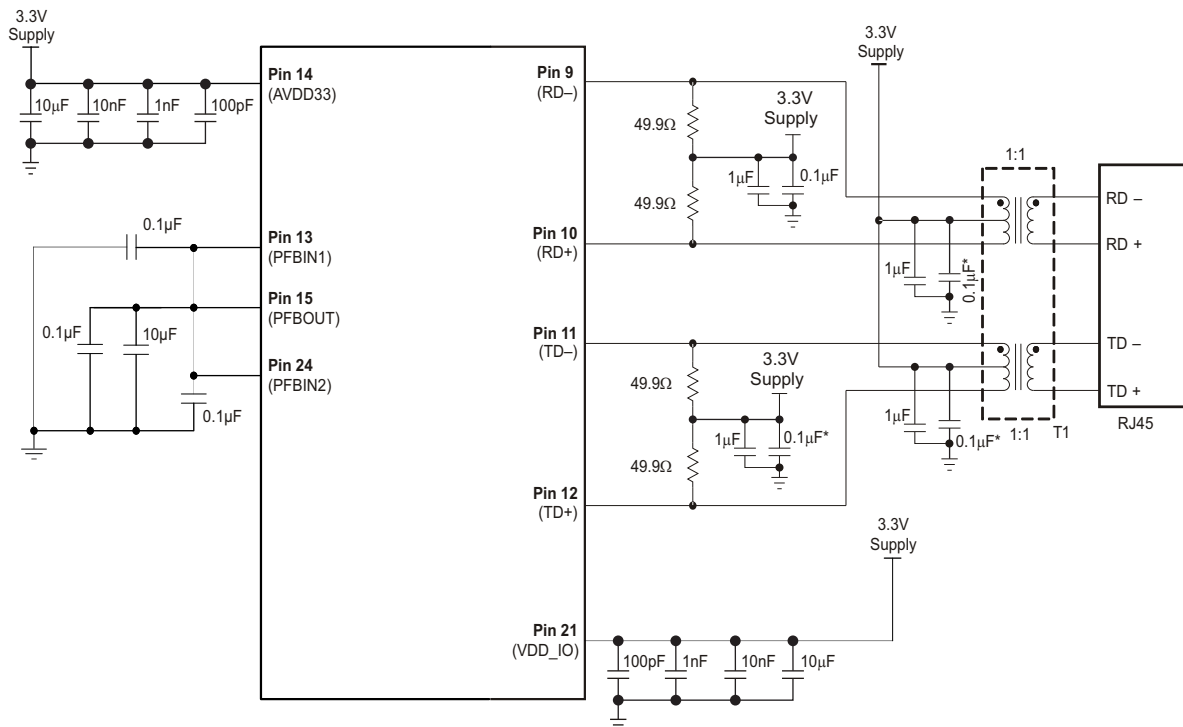 3.3V
Supply
10µF
10nF
1nF
100pF
Pin 14
(AVDD33)
0.1µF
Pin 13
(PFBIN1)
Pin 15
(PFBOUT)
0.1µF
10µF
Pin 24
(PFBIN2)
0.1µF
Pin 9
(RD–)
49.9Ω
3.3V
Supply
1µF
0.1µF
49.9Ω
Pin 10
(RD+)
Pin 11
(TD–)
49.9Ω
3.3V
Supply
1µF
0.1µF*
49.9Ω
Pin 12
(TD+)
3.3V
Supply
1:1
1µF
0.1µF*
RD –
RD +
TD –
TD +
1µF
0.1µF*
1:1
T1
RJ45
3.3V
Supply
Pin 21
(VDD_IO)
100pF
1nF
10nF
10µF